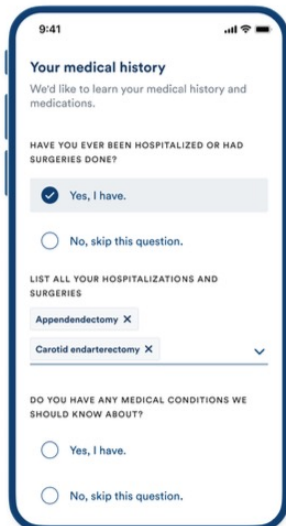 9:41
Your medical history
We'd like to learn your medical history and
medications.
HAVE YOU EVER BEEN HOSPITALIZED OR HAD
SURGERIES DONE?
Yes, I have.
No, skip this question.
LIST ALL YOUR HOSPITALIZATIONS AND
SURGERIES
Appendendectomy ✕
Carotid endarterectomy ✕
DO YOU HAVE ANY MEDICAL CONDITIONS WE
SHOULD KNOW ABOUT?
Yes, I have.
No, skip this question.